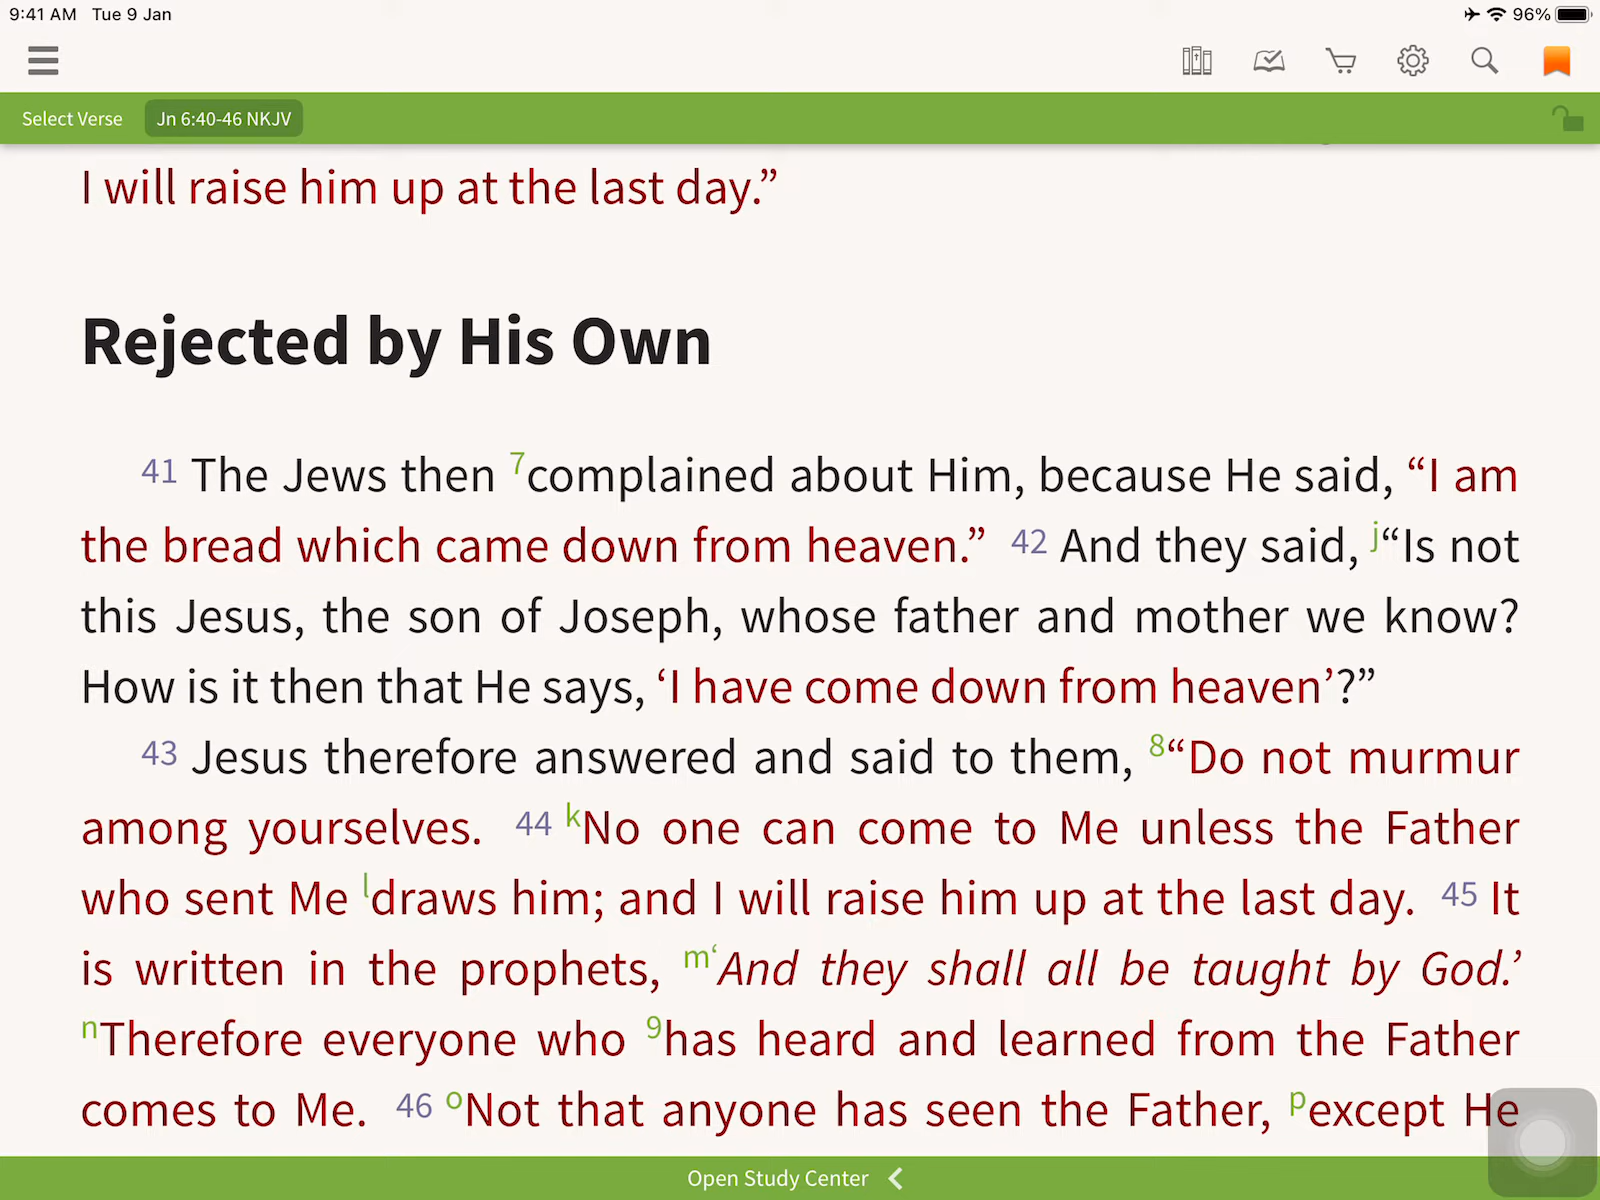 9:41 AM Tue 9 Jan 96%
Select Verse Jn 6:40-46 NKJV
I will raise him up at the last day.”
Rejected by His Own
41 The Jews then 7complained about Him, because He said, “I am
the bread which came down from heaven.” 42 And they said, j“Is not
this Jesus, the son of Joseph, whose father and mother we know?
How is it then that He says, ‘I have come down from heaven’?”
43 Jesus therefore answered and said to them, 8“Do not murmur
among yourselves. 44 kNo one can come to Me unless the Father
who sent Me ldraws him; and I will raise him up at the last day. 45 It
is written in the prophets, m‘And they shall all be taught by God.’
nTherefore everyone who 9has heard and learned from the Father
comes to Me. 46 oNot that anyone has seen the Father, pexcept He
Open Study Center